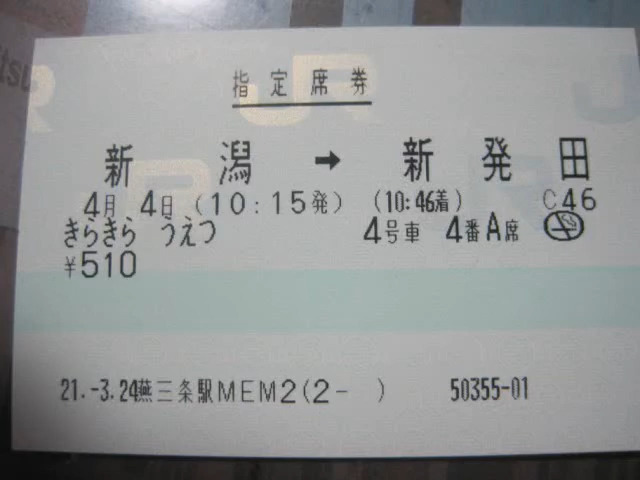 指定席券
新潟 → 新発田
4月 4日 (10:15発) (10:46着) C46
きらきら うえつ 4号車 4番A席
¥510
21.-3.24燕三条駅MEM2(2- ) 50355-01